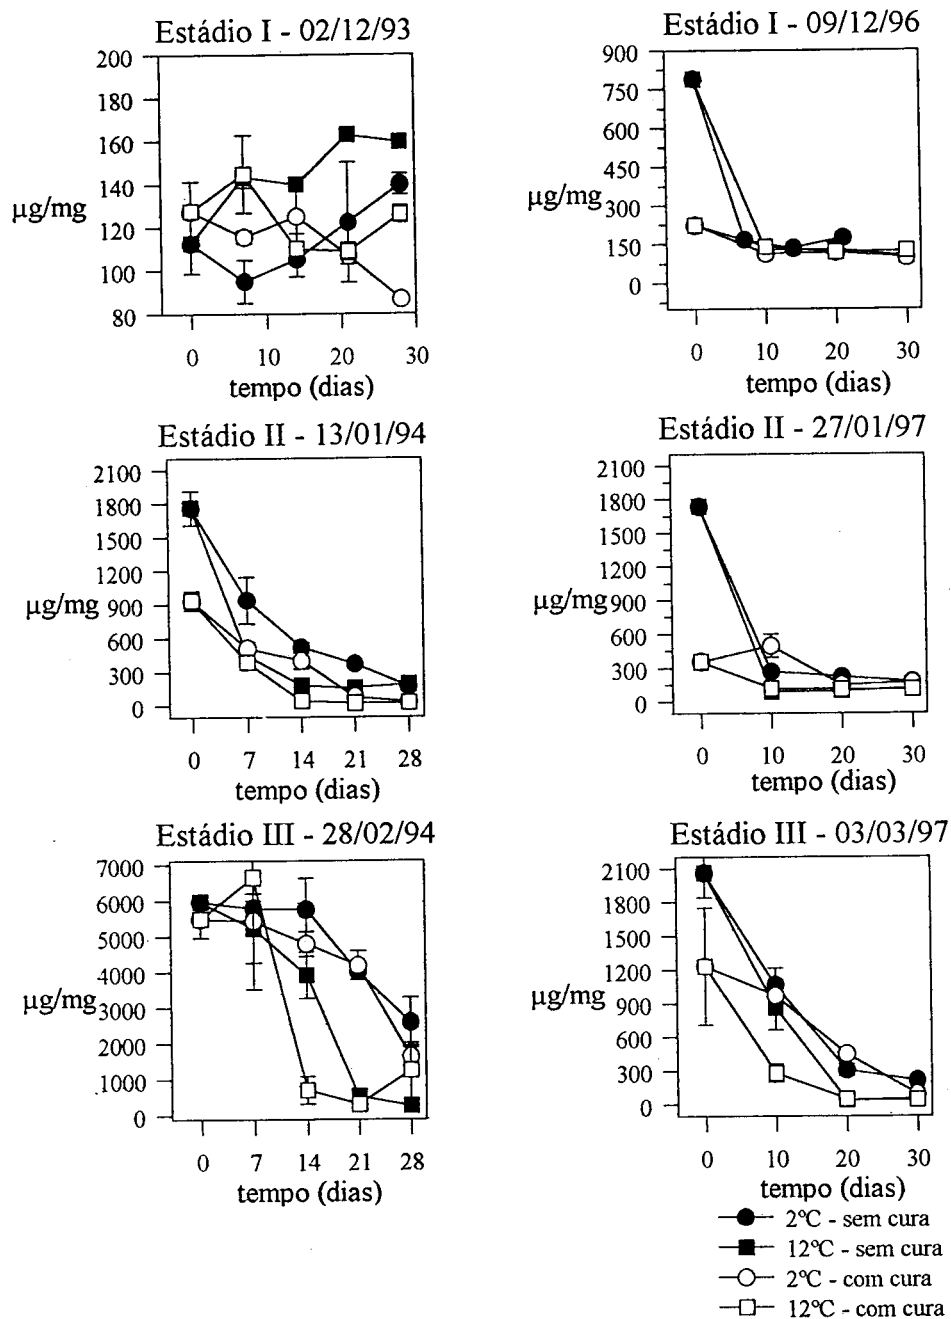 Estádio I - 02/12/93
200
180
160
140
120
100
80
µg/mg
0 10 20 30
tempo (dias)
Estádio I - 09/12/96
900
750
600
450
300
150
0
µg/mg
0 10 20 30
tempo (dias)
Estádio II - 13/01/94
2100
1800
1500
1200
900
600
300
0
µg/mg
0 7 14 21 28
tempo (dias)
Estádio II - 27/01/97
2100
1800
1500
1200
900
600
300
0
µg/mg
0 10 20 30
tempo (dias)
Estádio III - 28/02/94
7000
6000
5000
4000
3000
2000
1000
0
µg/mg
0 7 14 21 28
tempo (dias)
Estádio III - 03/03/97
2100
1800
1500
1200
900
600
300
0
µg/mg
0 10 20 30
tempo (dias)
2ºC - sem cura
12ºC - sem cura
2ºC - com cura
12ºC - com cura